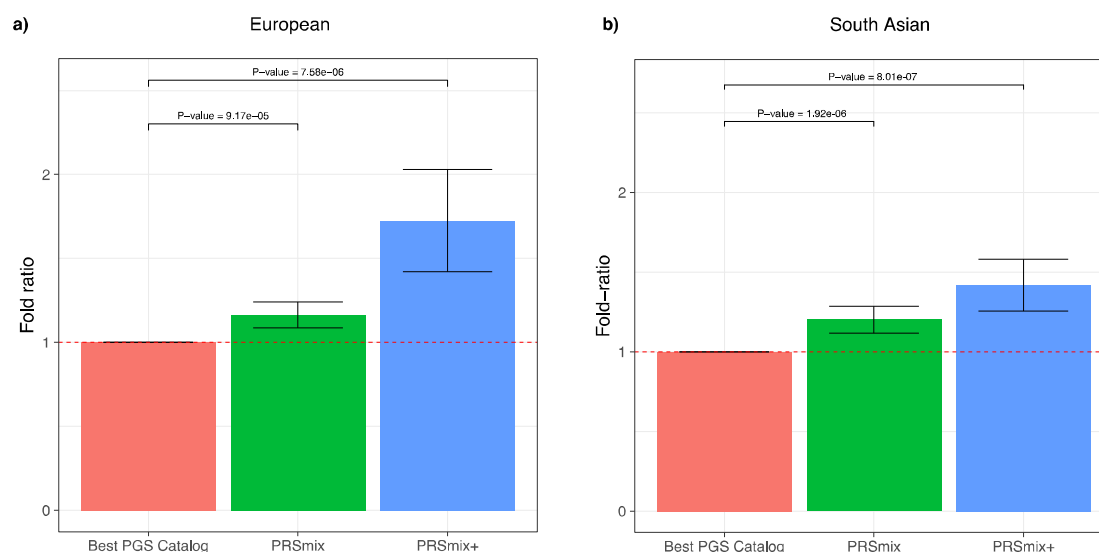 a)
European
P−value = 7.58e−06
P−value = 9.17e−05
2
1
0
Fold ratio
Best PGS Catalog
PRSmix
PRSmix+
b)
South Asian
P−value = 8.01e−07
P−value = 1.92e−06
2
1
0
Fold−ratio
Best PGS Catalog
PRSmix
PRSmix+